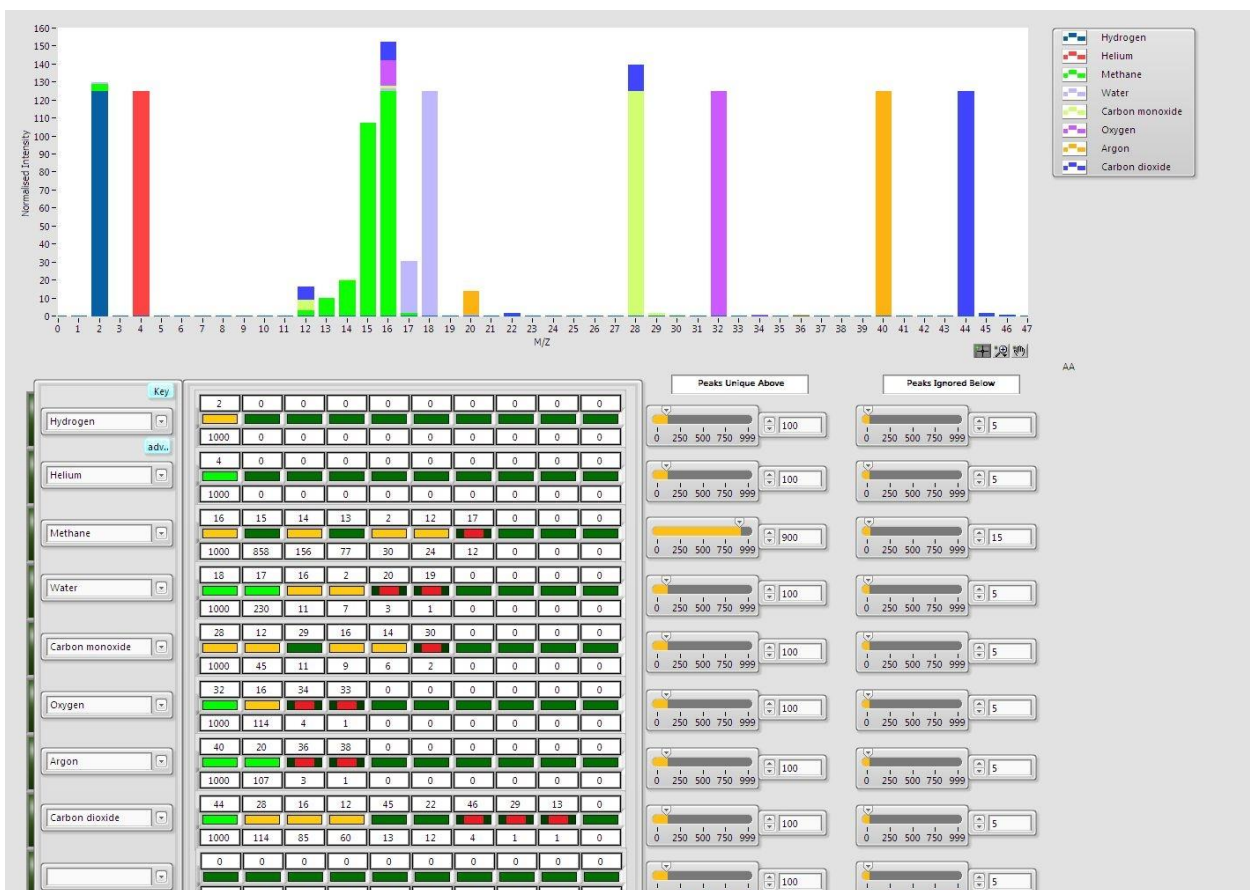 160
150
140
130
120
110
100
90
80
70
60
50
40
30
20
10
0
Normalised Intensity
0 1 2 3 4 5 6 7 8 9 10 11 12 13 14 15 16 17 18 19 20 21 22 23 24 25 26 27 28 29 30 31 32 33 34 35 36 37 38 39 40 41 42 43 44 45 46 47
M/Z
Hydrogen
Helium
Methane
Water
Carbon monoxide
Oxygen
Argon
Carbon dioxide
AA
Key
Peaks Unique Above
Peaks Ignored Below
Hydrogen
adv..
2 0 0 0 0 0 0 0 0 0
1000 0 0 0 0 0 0 0 0 0
0 250 500 750 999 100
0 250 500 750 999 5
Helium
4 0 0 0 0 0 0 0 0 0
1000 0 0 0 0 0 0 0 0 0
0 250 500 750 999 100
0 250 500 750 999 5
Methane
16 15 14 13 2 12 17 0 0 0
1000 858 156 77 30 24 12 0 0 0
0 250 500 750 999 900
0 250 500 750 999 15
Water
18 17 16 2 20 19 0 0 0 0
1000 230 11 7 3 1 0 0 0 0
0 250 500 750 999 100
0 250 500 750 999 5
Carbon monoxide
28 12 29 16 14 30 0 0 0 0
1000 45 11 9 6 2 0 0 0 0
0 250 500 750 999 100
0 250 500 750 999 5
Oxygen
32 16 34 33 0 0 0 0 0 0
1000 114 4 1 0 0 0 0 0 0
0 250 500 750 999 100
0 250 500 750 999 5
Argon
40 20 36 38 0 0 0 0 0 0
1000 107 3 1 0 0 0 0 0 0
0 250 500 750 999 100
0 250 500 750 999 5
Carbon dioxide
44 28 16 12 45 22 46 29 13 0
1000 114 85 60 13 12 4 1 1 0
0 250 500 750 999 100
0 250 500 750 999 5
0 0 0 0 0 0 0 0 0 0
100
5